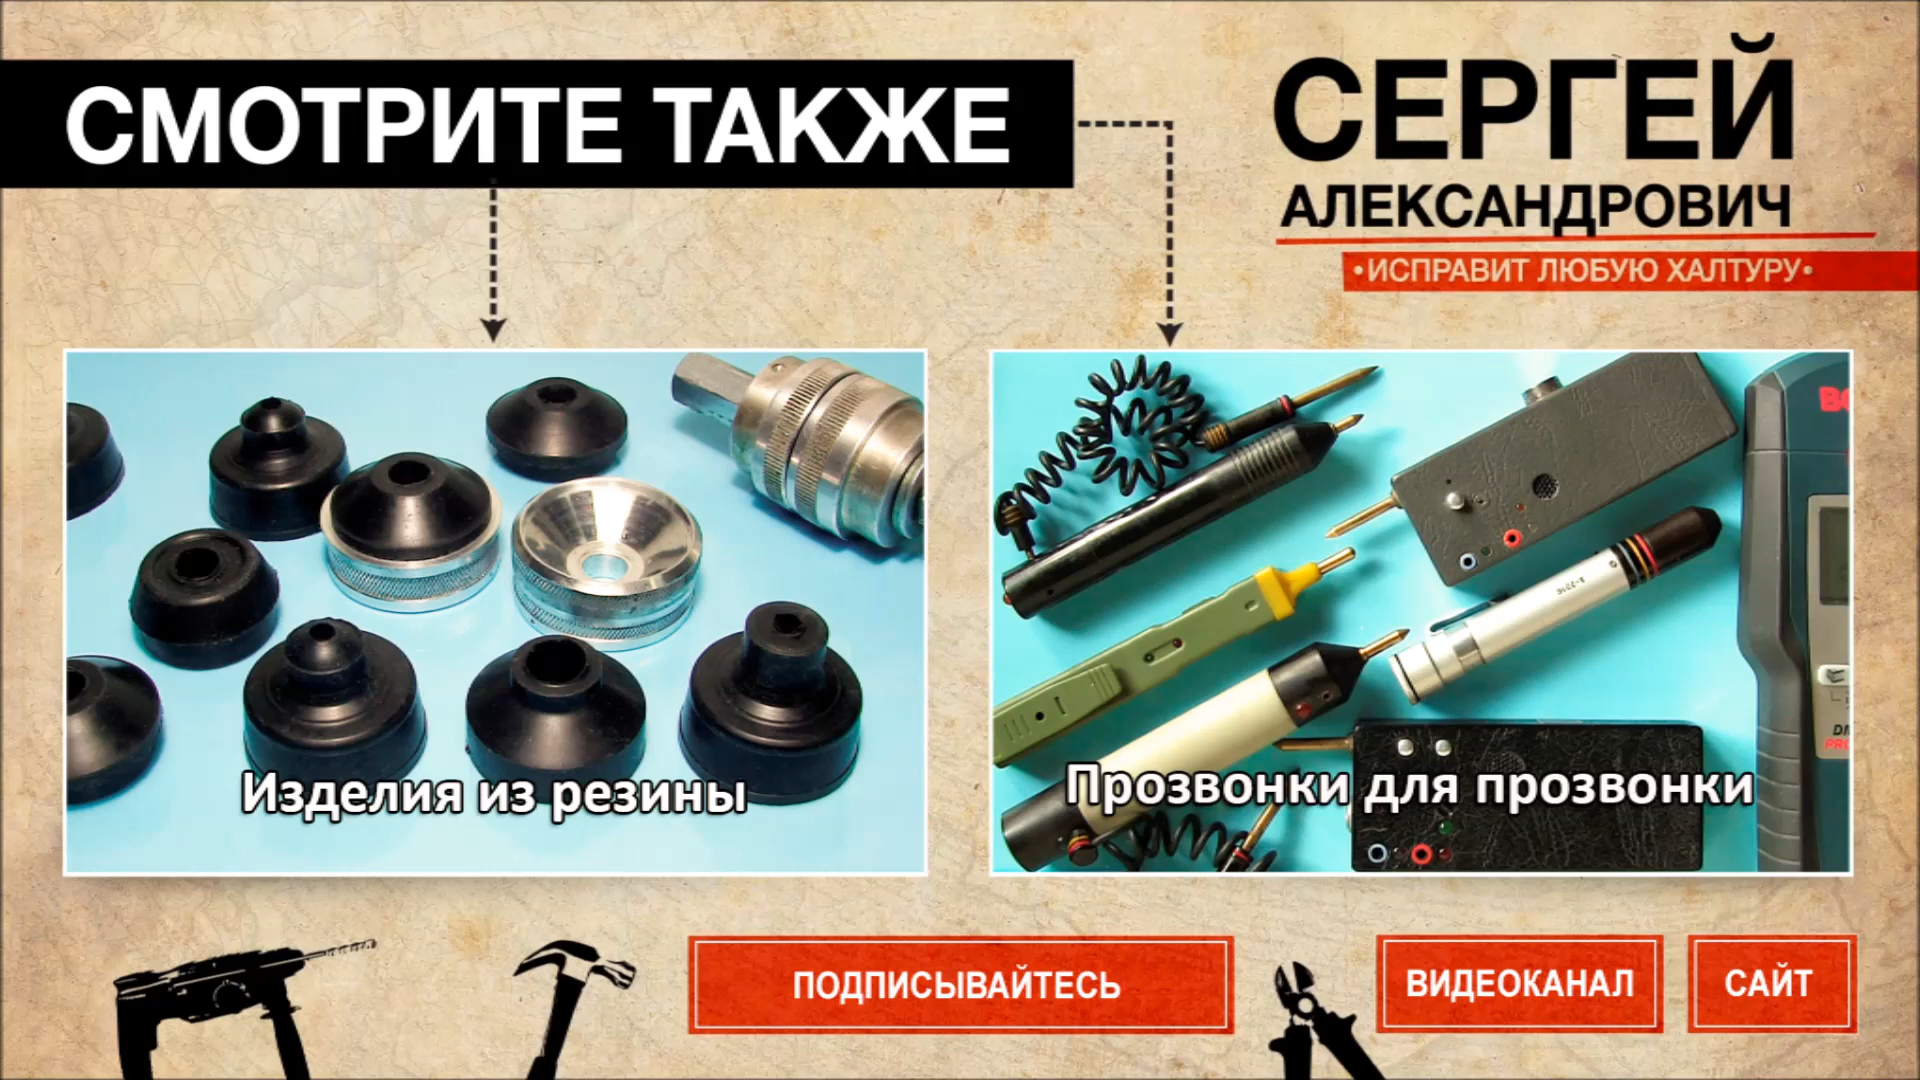 СМОТРИТЕ ТАКЖЕ
СЕРГЕЙ
АЛЕКСАНДРОВИЧ
•ИСПРАВИТ ЛЮБУЮ ХАЛТУРУ•
Изделия из резины
Прозвонки для прозвонки
ПОДПИСЫВАЙТЕСЬ
ВИДЕОКАНАЛ
САЙТ